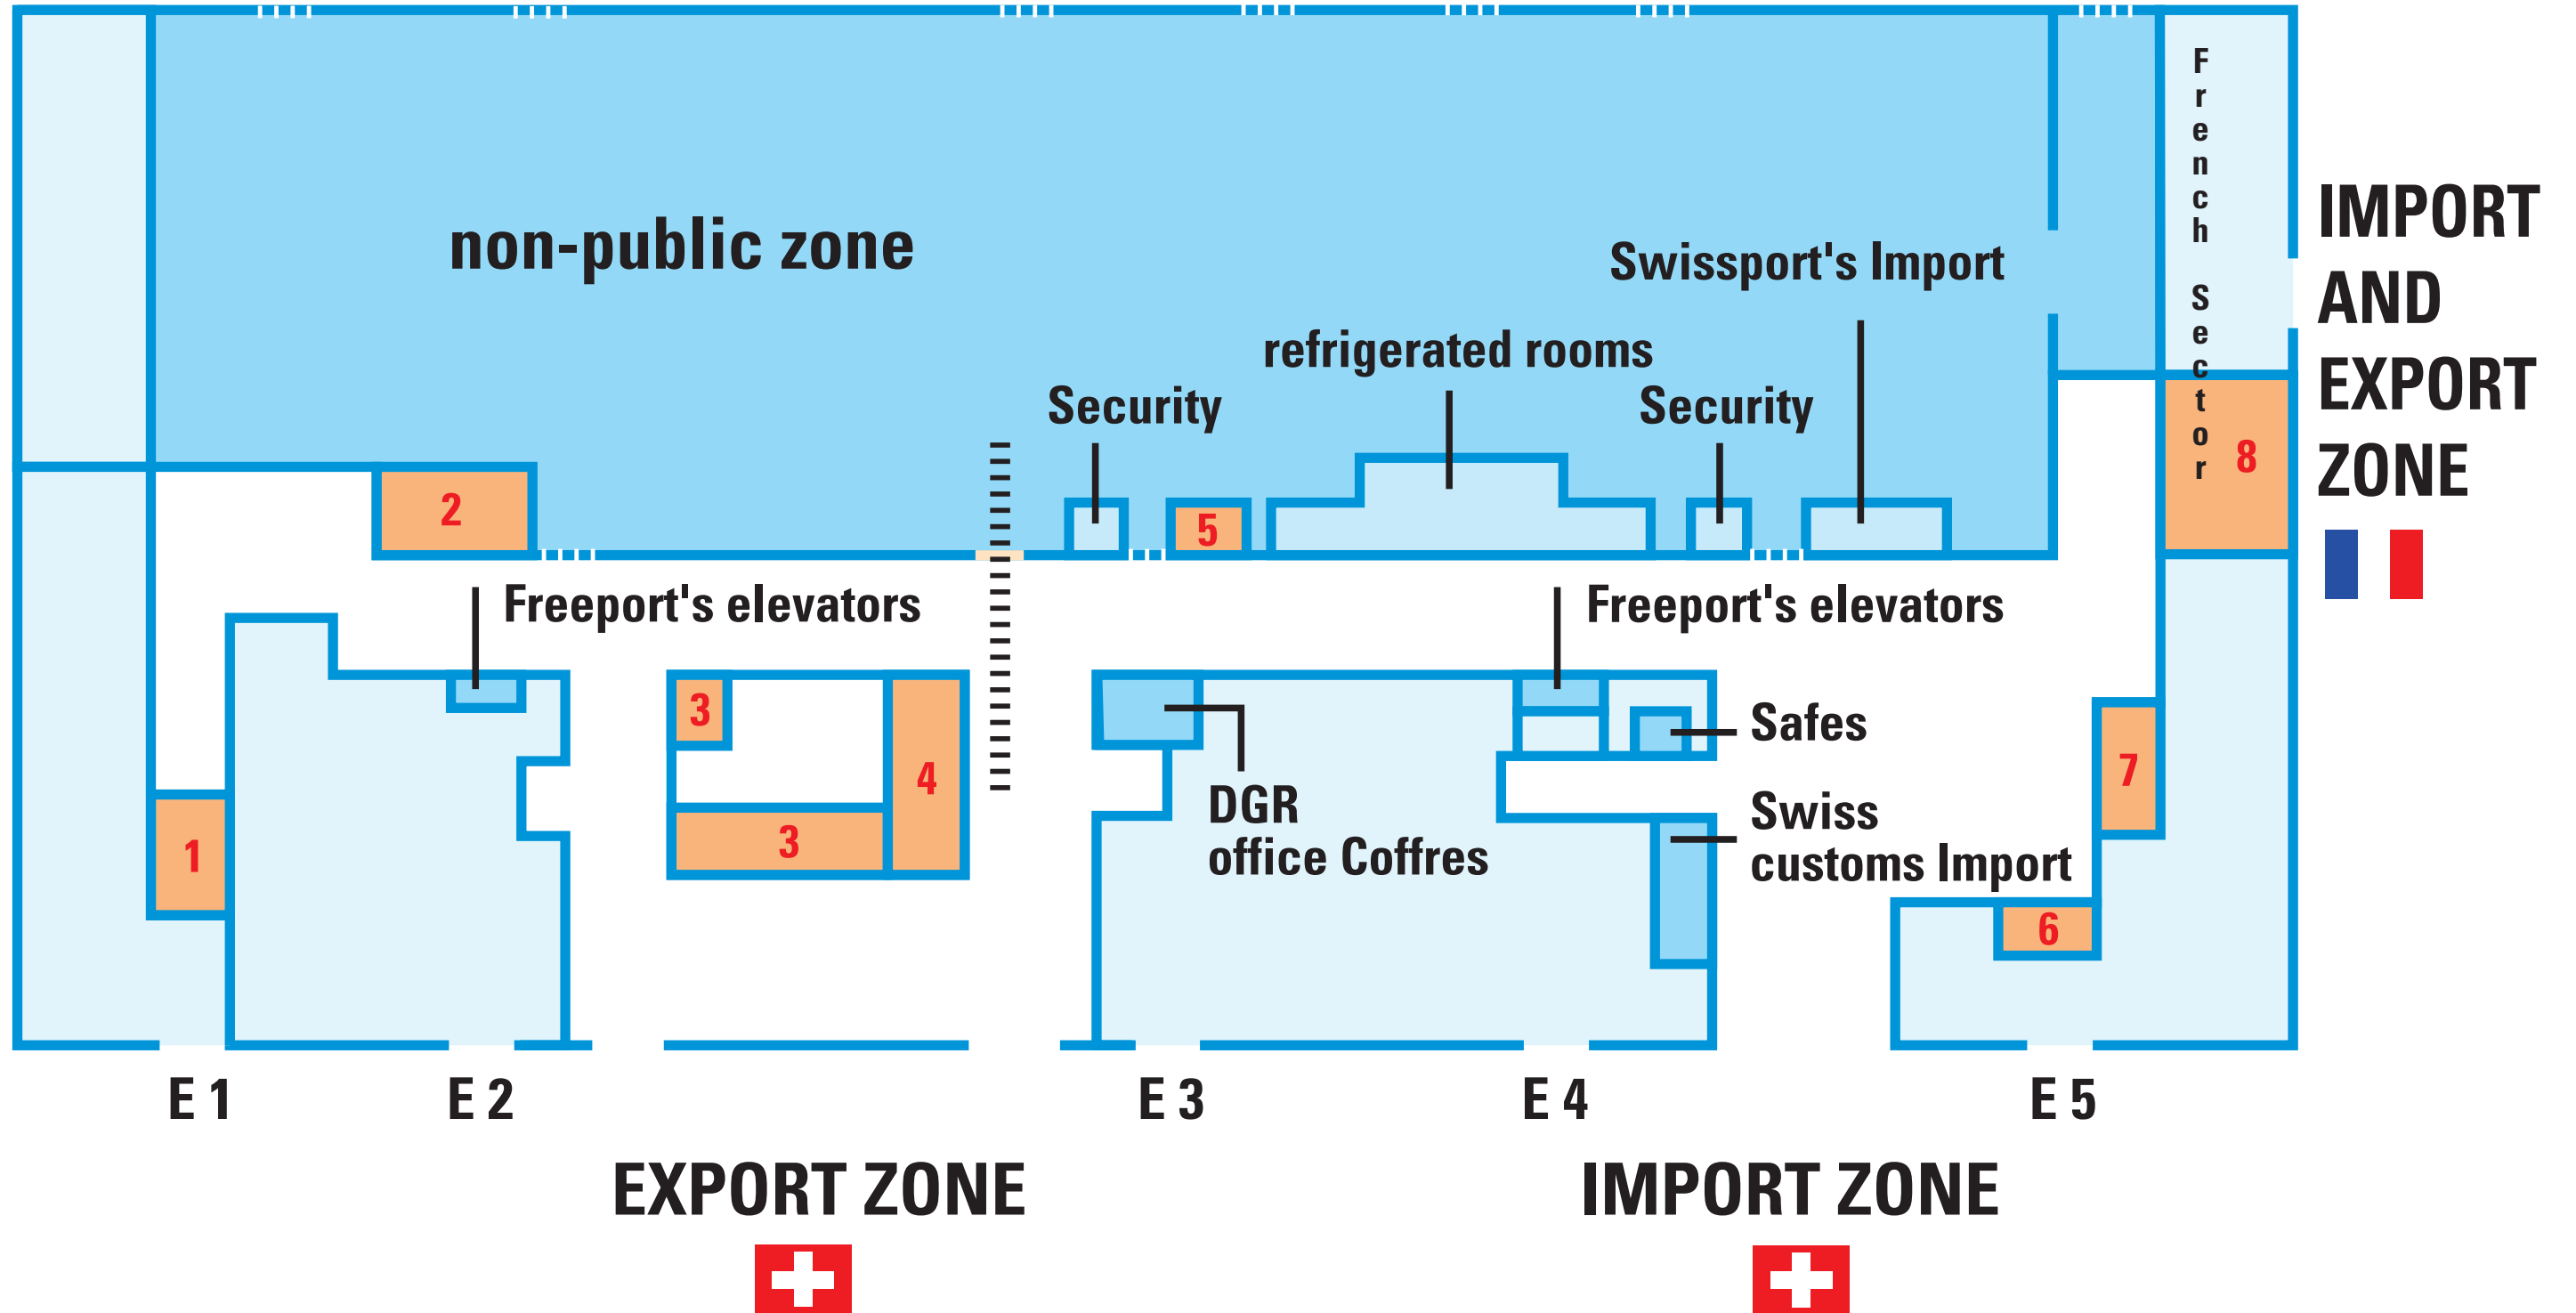 French Sector
IMPORT
AND
EXPORT
ZONE
non-public zone
Swissport's Import
refrigerated rooms
Security
Security
8
2
5
Freeport's elevators
Freeport's elevators
3
4
Safes
7
DGR
office Coffres
Swiss
customs Import
1
3
6
E 1
E 2
E 3
E 4
E 5
EXPORT ZONE
IMPORT ZONE